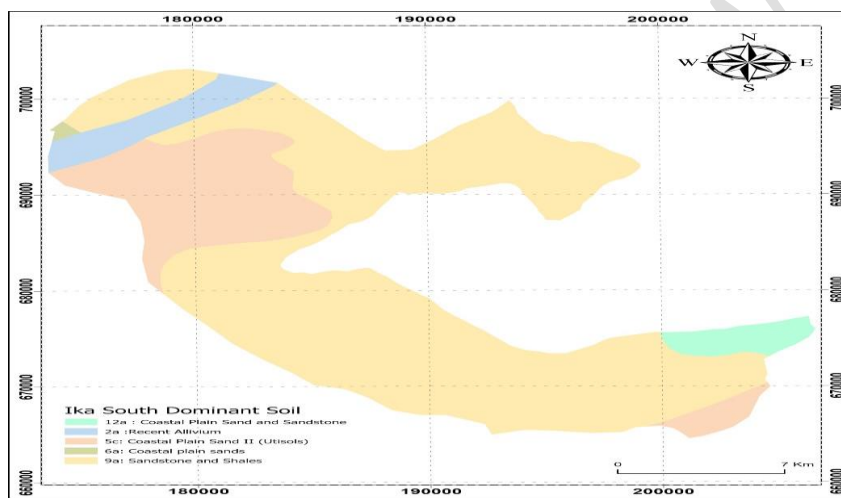 180000 190000 200000
N
W E
S
700000 700000
690000 690000
680000 680000
670000 670000
660000 660000
Ika South Dominant Soil
12a : Coastal Plain Sand and Sandstone
2a :Recent Allivium
5c: Coastal Plain Sand II (Utisols)
6a: Coastal plain sands
9a: Sandstone and Shales
0 7 Km
180000 190000 200000